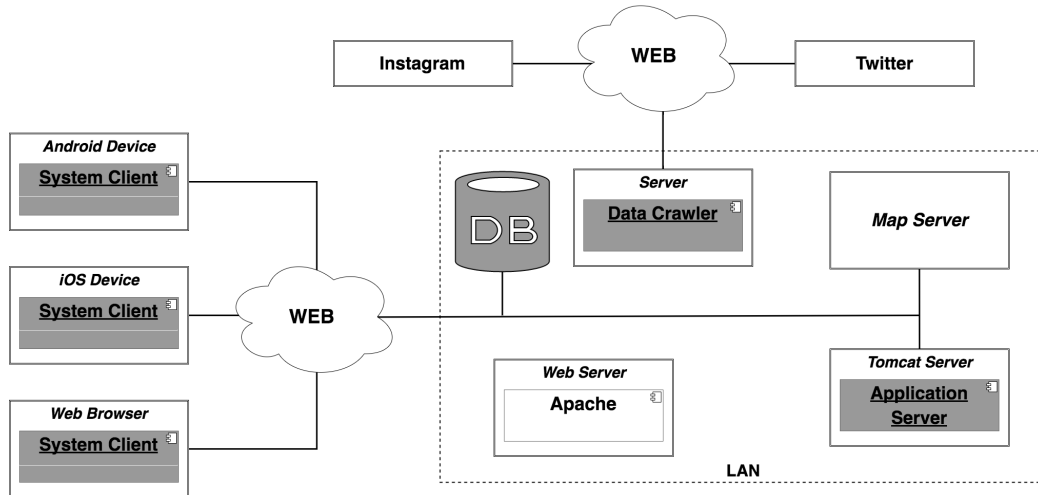 Instagram
WEB
Twitter
Android Device
System Client
iOS Device
System Client
Web Browser
System Client
WEB
DB
Server
Data Crawler
Map Server
Web Server
Apache
Tomcat Server
Application
Server
LAN